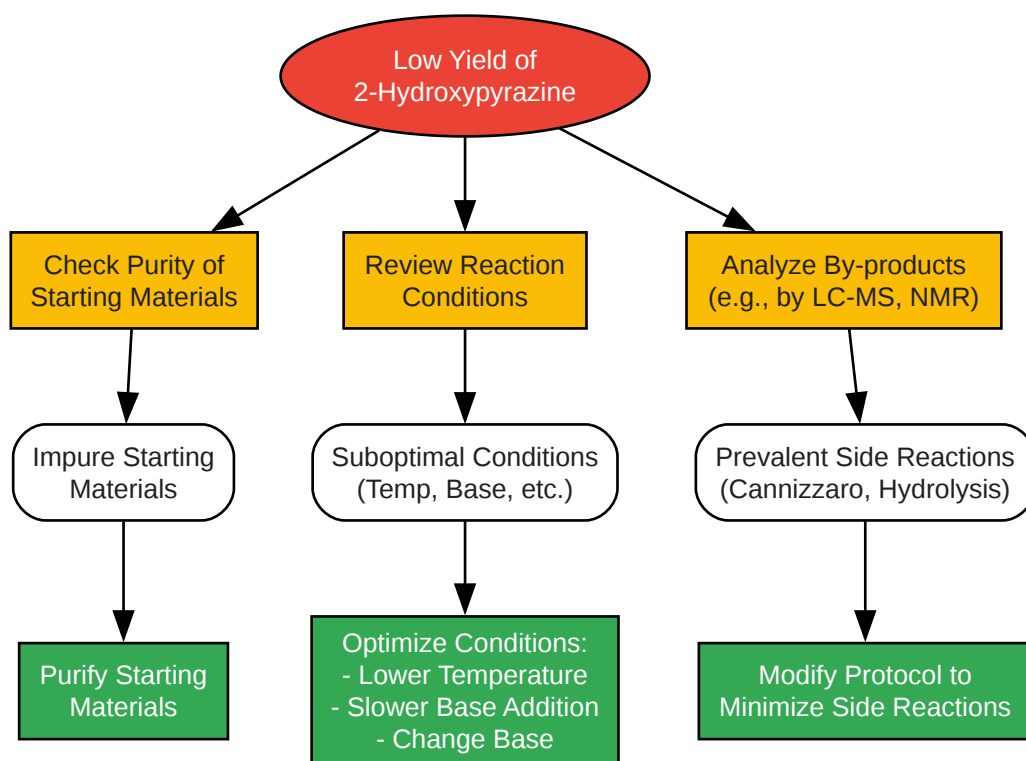 Low Yield of
2-Hydroxypyrazine
Check Purity of
Starting Materials
Review Reaction
Conditions
Analyze By-products
(e.g., by LC-MS, NMR)
Impure Starting
Materials
Suboptimal Conditions
(Temp, Base, etc.)
Prevalent Side Reactions
(Cannizzaro, Hydrolysis)
Purify Starting
Materials
Optimize Conditions:
- Lower Temperature
- Slower Base Addition
- Change Base
Modify Protocol to
Minimize Side Reactions